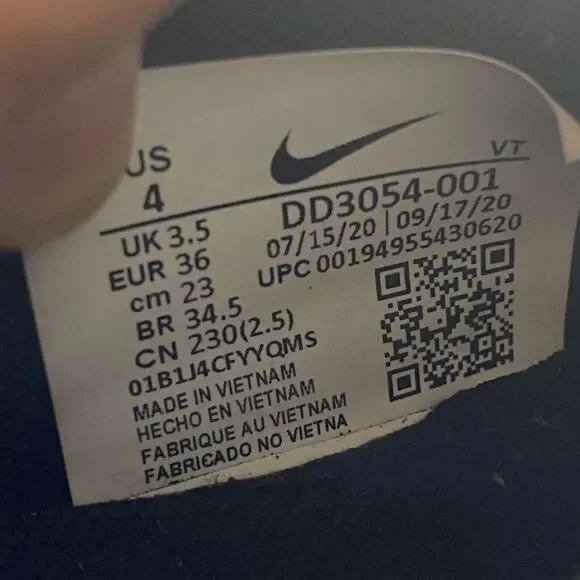 US
4
UK 3.5
EUR 36
cm 23
BR 34.5
CN 230(2.5)
01B1J4CFYYQMS
MADE IN VIETNAM
HECHO EN VIETNAM
FABRIQUE AU VIETNAM
FABRICADO NO VIETNA
VT
DD3054-001
07/15/20 | 09/17/20
UPC 00194955430620